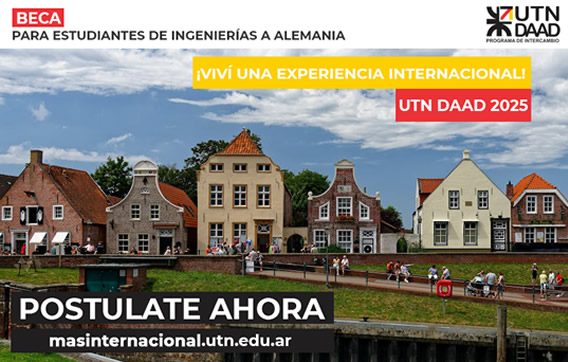 BECA
PARA ESTUDIANTES DE INGENIERÍAS A ALEMANIA
UTN
DAAD
PROGRAMA DE INTERCAMBIO
¡VIVÍ UNA EXPERIENCIA INTERNACIONAL!
UTN DAAD 2025
POSTULATE AHORA
masinternacional.utn.edu.ar